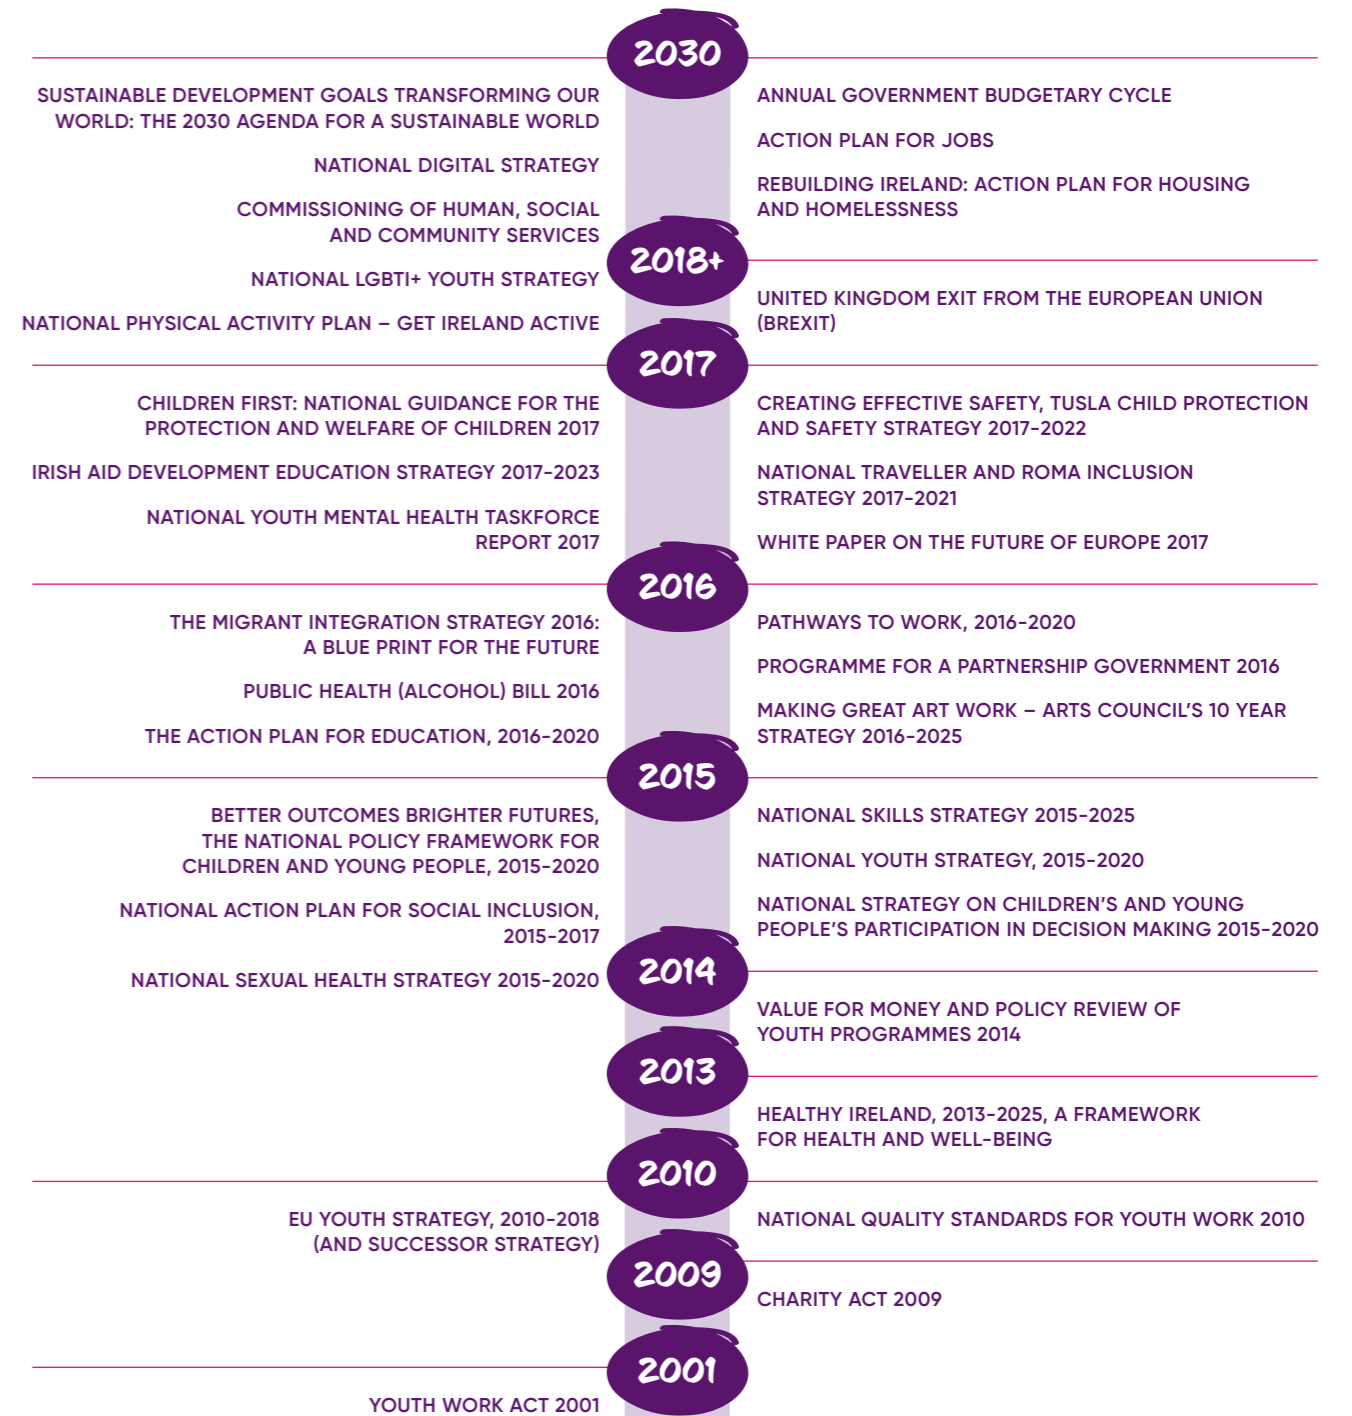 2030
SUSTAINABLE DEVELOPMENT GOALS TRANSFORMING OUR
WORLD: THE 2030 AGENDA FOR A SUSTAINABLE WORLD
NATIONAL DIGITAL STRATEGY
COMMISSIONING OF HUMAN, SOCIAL
AND COMMUNITY SERVICES
NATIONAL LGBTI+ YOUTH STRATEGY
NATIONAL PHYSICAL ACTIVITY PLAN – GET IRELAND ACTIVE
ANNUAL GOVERNMENT BUDGETARY CYCLE
ACTION PLAN FOR JOBS
REBUILDING IRELAND: ACTION PLAN FOR HOUSING
AND HOMELESSNESS
2018+
UNITED KINGDOM EXIT FROM THE EUROPEAN UNION
(BREXIT)
2017
CHILDREN FIRST: NATIONAL GUIDANCE FOR THE
PROTECTION AND WELFARE OF CHILDREN 2017
IRISH AID DEVELOPMENT EDUCATION STRATEGY 2017-2023
NATIONAL YOUTH MENTAL HEALTH TASKFORCE
REPORT 2017
CREATING EFFECTIVE SAFETY, TUSLA CHILD PROTECTION
AND SAFETY STRATEGY 2017-2022
NATIONAL TRAVELLER AND ROMA INCLUSION
STRATEGY 2017-2021
WHITE PAPER ON THE FUTURE OF EUROPE 2017
2016
THE MIGRANT INTEGRATION STRATEGY 2016:
A BLUE PRINT FOR THE FUTURE
PUBLIC HEALTH (ALCOHOL) BILL 2016
THE ACTION PLAN FOR EDUCATION, 2016-2020
PATHWAYS TO WORK, 2016-2020
PROGRAMME FOR A PARTNERSHIP GOVERNMENT 2016
MAKING GREAT ART WORK – ARTS COUNCIL'S 10 YEAR
STRATEGY 2016-2025
2015
BETTER OUTCOMES BRIGHTER FUTURES,
THE NATIONAL POLICY FRAMEWORK FOR
CHILDREN AND YOUNG PEOPLE, 2015-2020
NATIONAL ACTION PLAN FOR SOCIAL INCLUSION,
2015-2017
NATIONAL SEXUAL HEALTH STRATEGY 2015-2020
NATIONAL SKILLS STRATEGY 2015-2025
NATIONAL YOUTH STRATEGY, 2015-2020
NATIONAL STRATEGY ON CHILDREN'S AND YOUNG
PEOPLE'S PARTICIPATION IN DECISION MAKING 2015-2020
2014
VALUE FOR MONEY AND POLICY REVIEW OF
YOUTH PROGRAMMES 2014
2013
HEALTHY IRELAND, 2013-2025, A FRAMEWORK
FOR HEALTH AND WELL-BEING
2010
EU YOUTH STRATEGY, 2010-2018
(AND SUCCESSOR STRATEGY)
NATIONAL QUALITY STANDARDS FOR YOUTH WORK 2010
2009
CHARITY ACT 2009
2001
YOUTH WORK ACT 2001